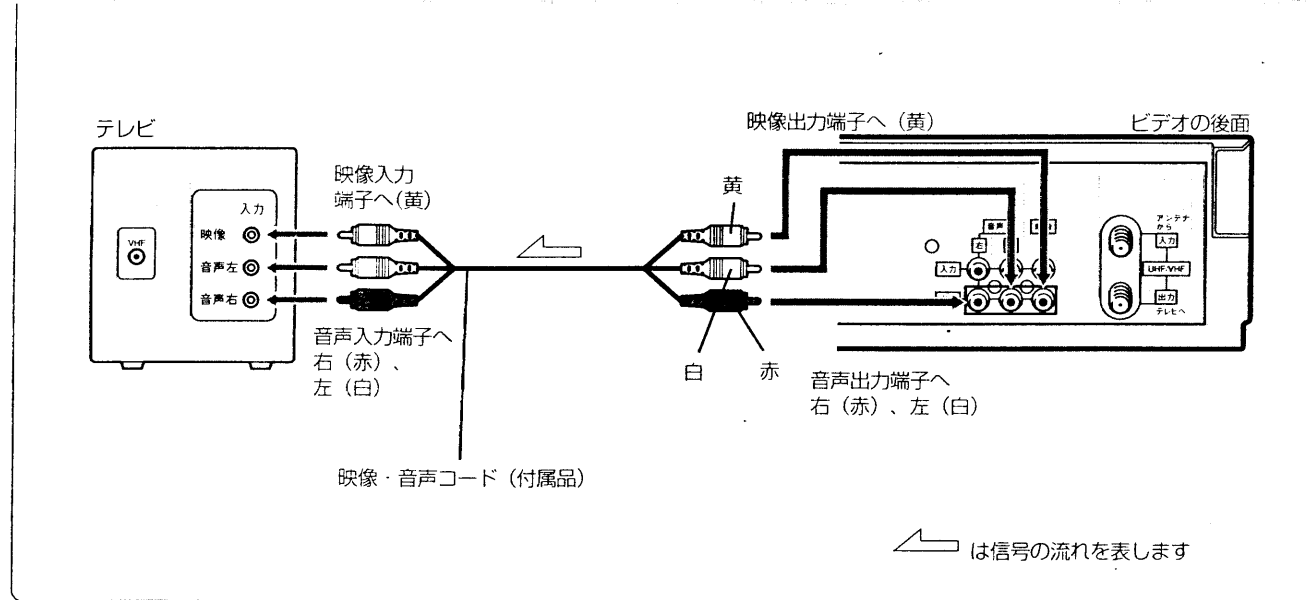 テレビ
VHF
入力
映像
音声左
音声右
映像入力
端子へ(黄)
音声入力端子へ
右（赤）、
左（白）
映像・音声コード（付属品）
黄
白
赤
映像出力端子へ（黄）
ビデオの後面
音声
右
入力
アンテナ
から
入力
UHF/VHF
出力
テレビへ
音声出力端子へ
右（赤）、左（白）
は信号の流れを表します